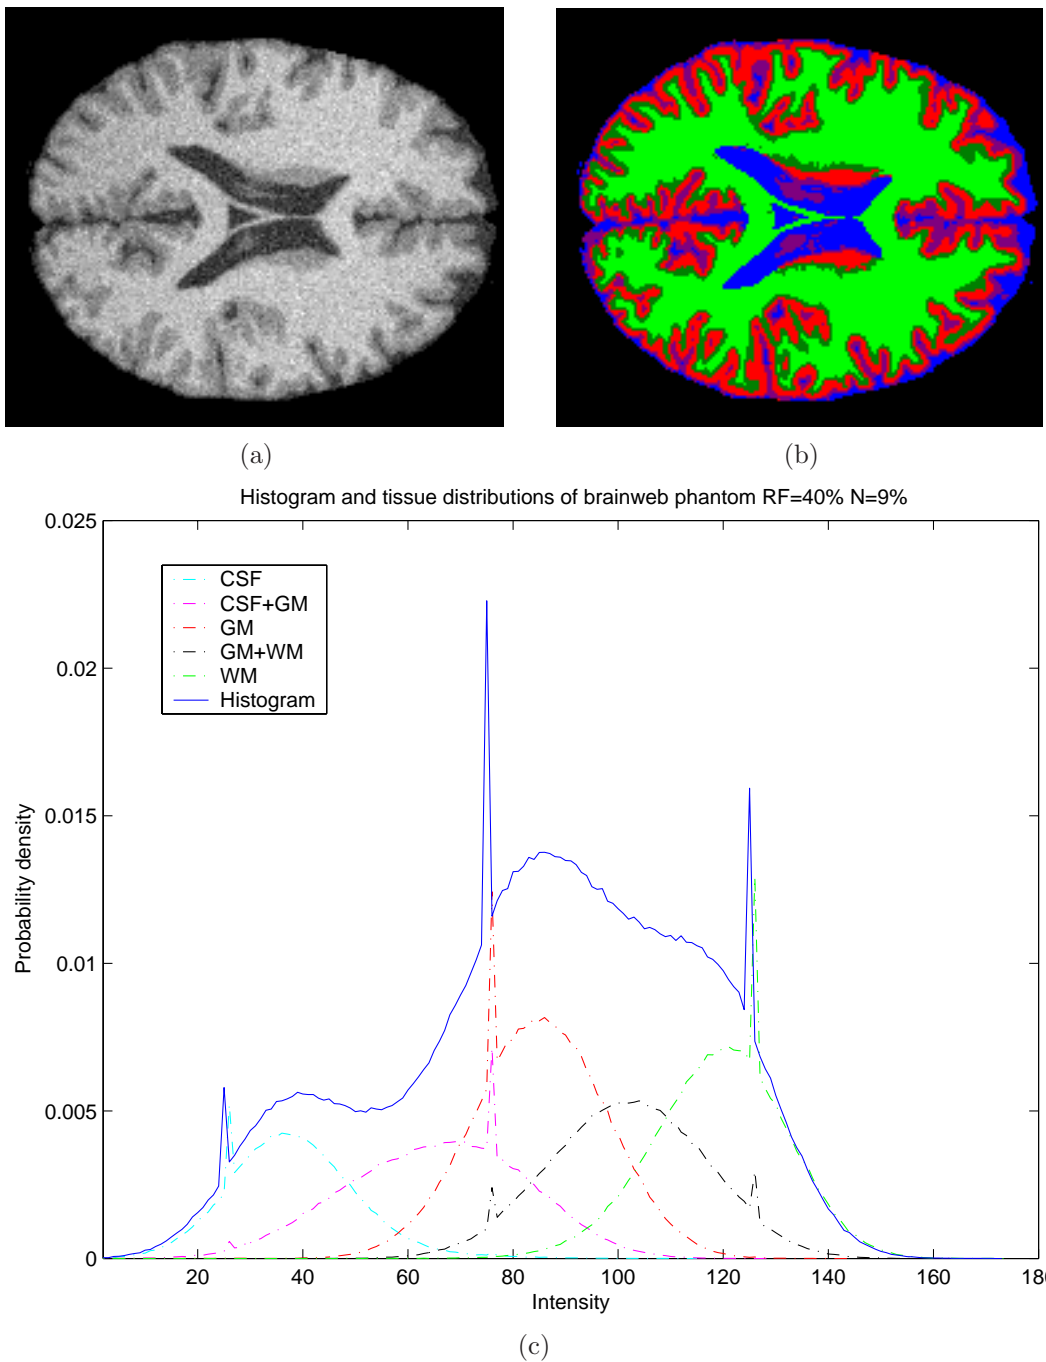 (a)
(b)
Histogram and tissue distributions of brainweb phantom RF=40% N=9%
0.025
0.02
0.015
0.01
0.005
0
Probability density
CSF
CSF+GM
GM
GM+WM
WM
Histogram
20 40 60 80 100 120 140 160 18
Intensity
(c)